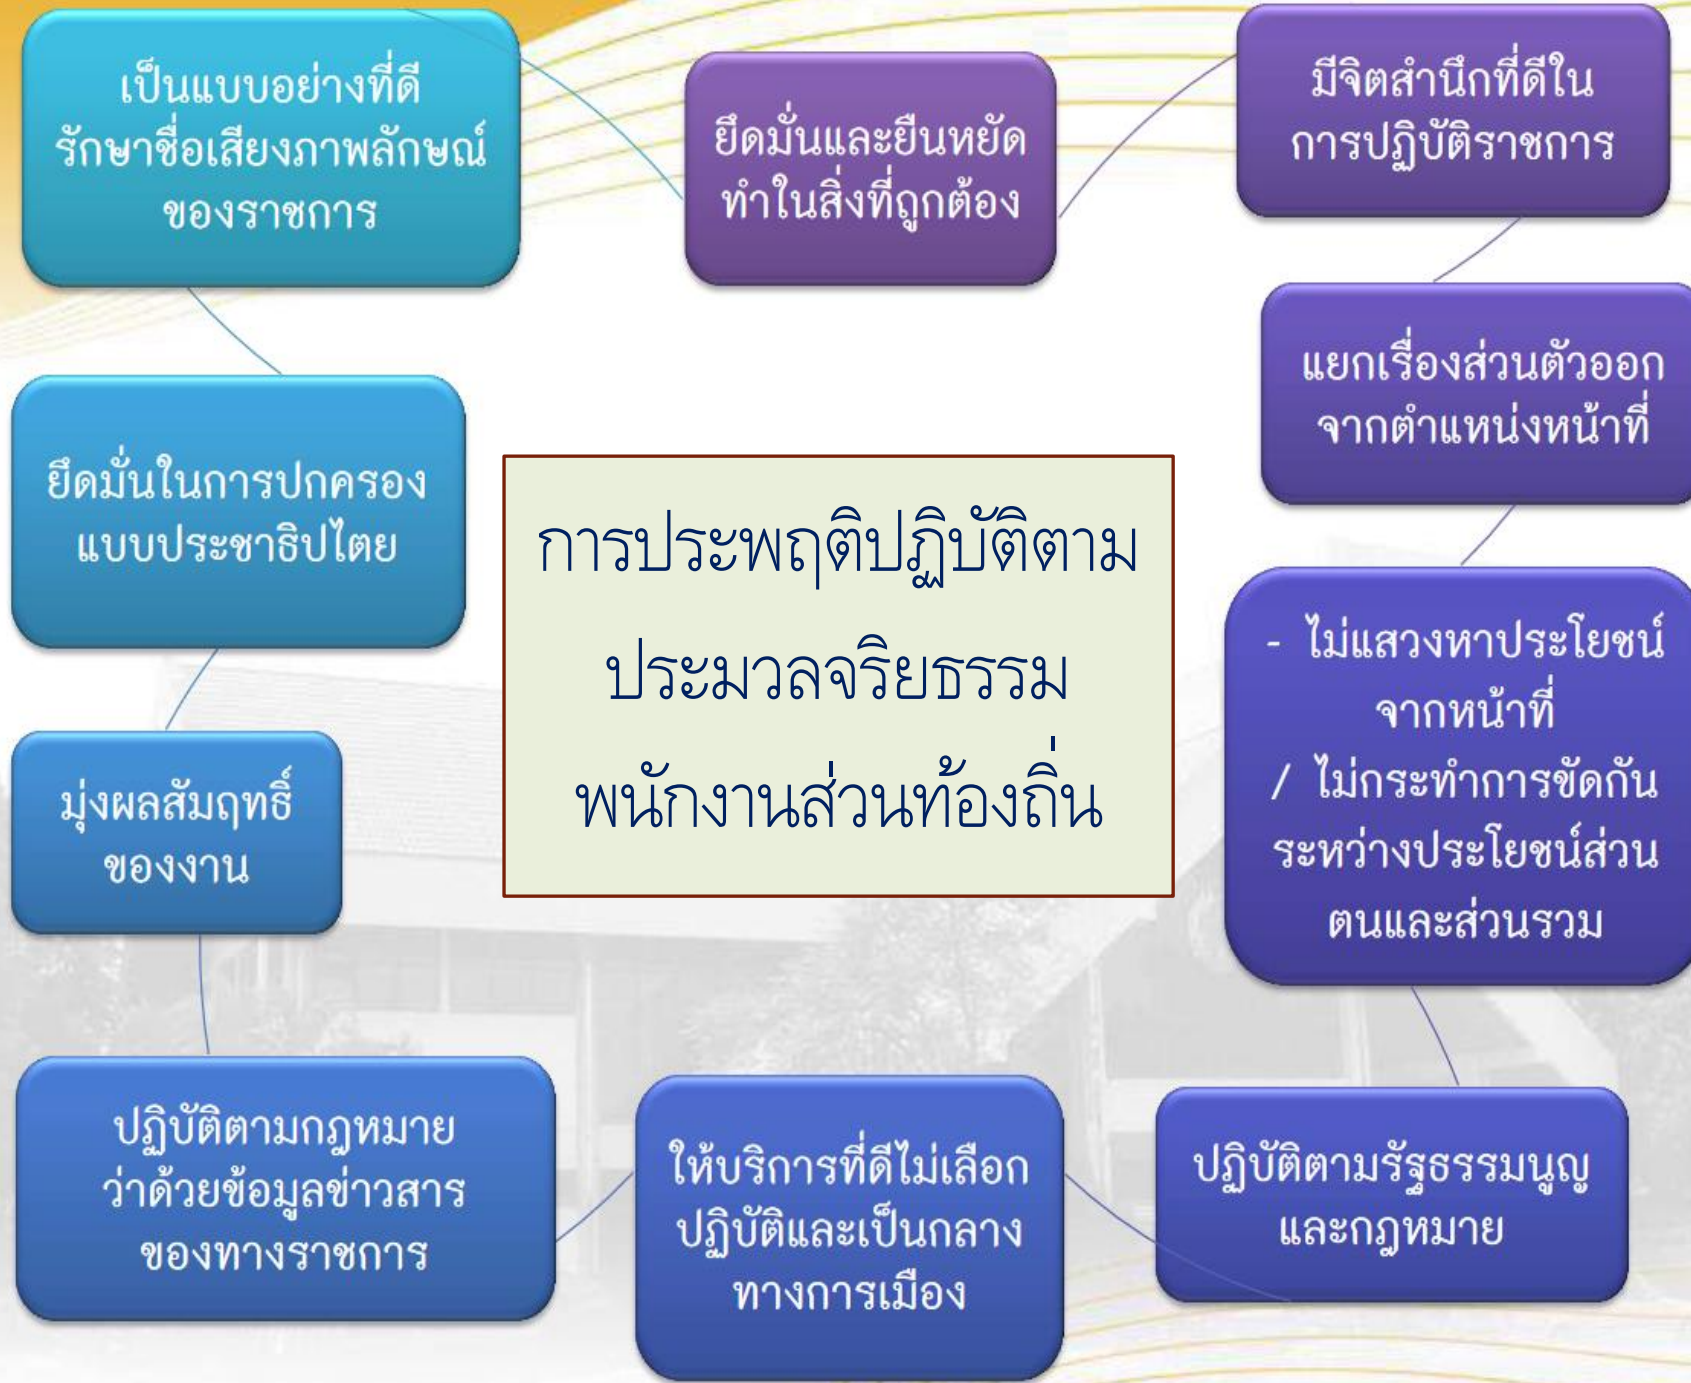 เป็นแบบอย่างที่ดี
รักษาชื่อเสียงภาพลักษณ์
ของราชการ
ยึดมั่นและยืนหยัด
ทำในสิ่งที่ถูกต้อง
มีจิตสำนึกที่ดีใน
การปฏิบัติราชการ
แยกเรื่องส่วนตัวออก
จากตำแหน่งหน้าที่
ยึดมั่นในการปกครอง
แบบประชาธิปไตย
การประพฤติปฏิบัติตาม
ประมวลจริยธรรม
พนักงานส่วนท้องถิ่น
- ไม่แสวงหาประโยชน์
จากหน้าที่
/ ไม่กระทำการขัดกัน
ระหว่างประโยชน์ส่วน
ตนและส่วนรวม
มุ่งผลสัมฤทธิ์
ของงาน
ปฏิบัติตามกฎหมาย
ว่าด้วยข้อมูลข่าวสาร
ของทางราชการ
ให้บริการที่ดีไม่เลือก
ปฏิบัติและเป็นกลาง
ทางการเมือง
ปฏิบัติตามรัฐธรรมนูญ
และกฎหมาย